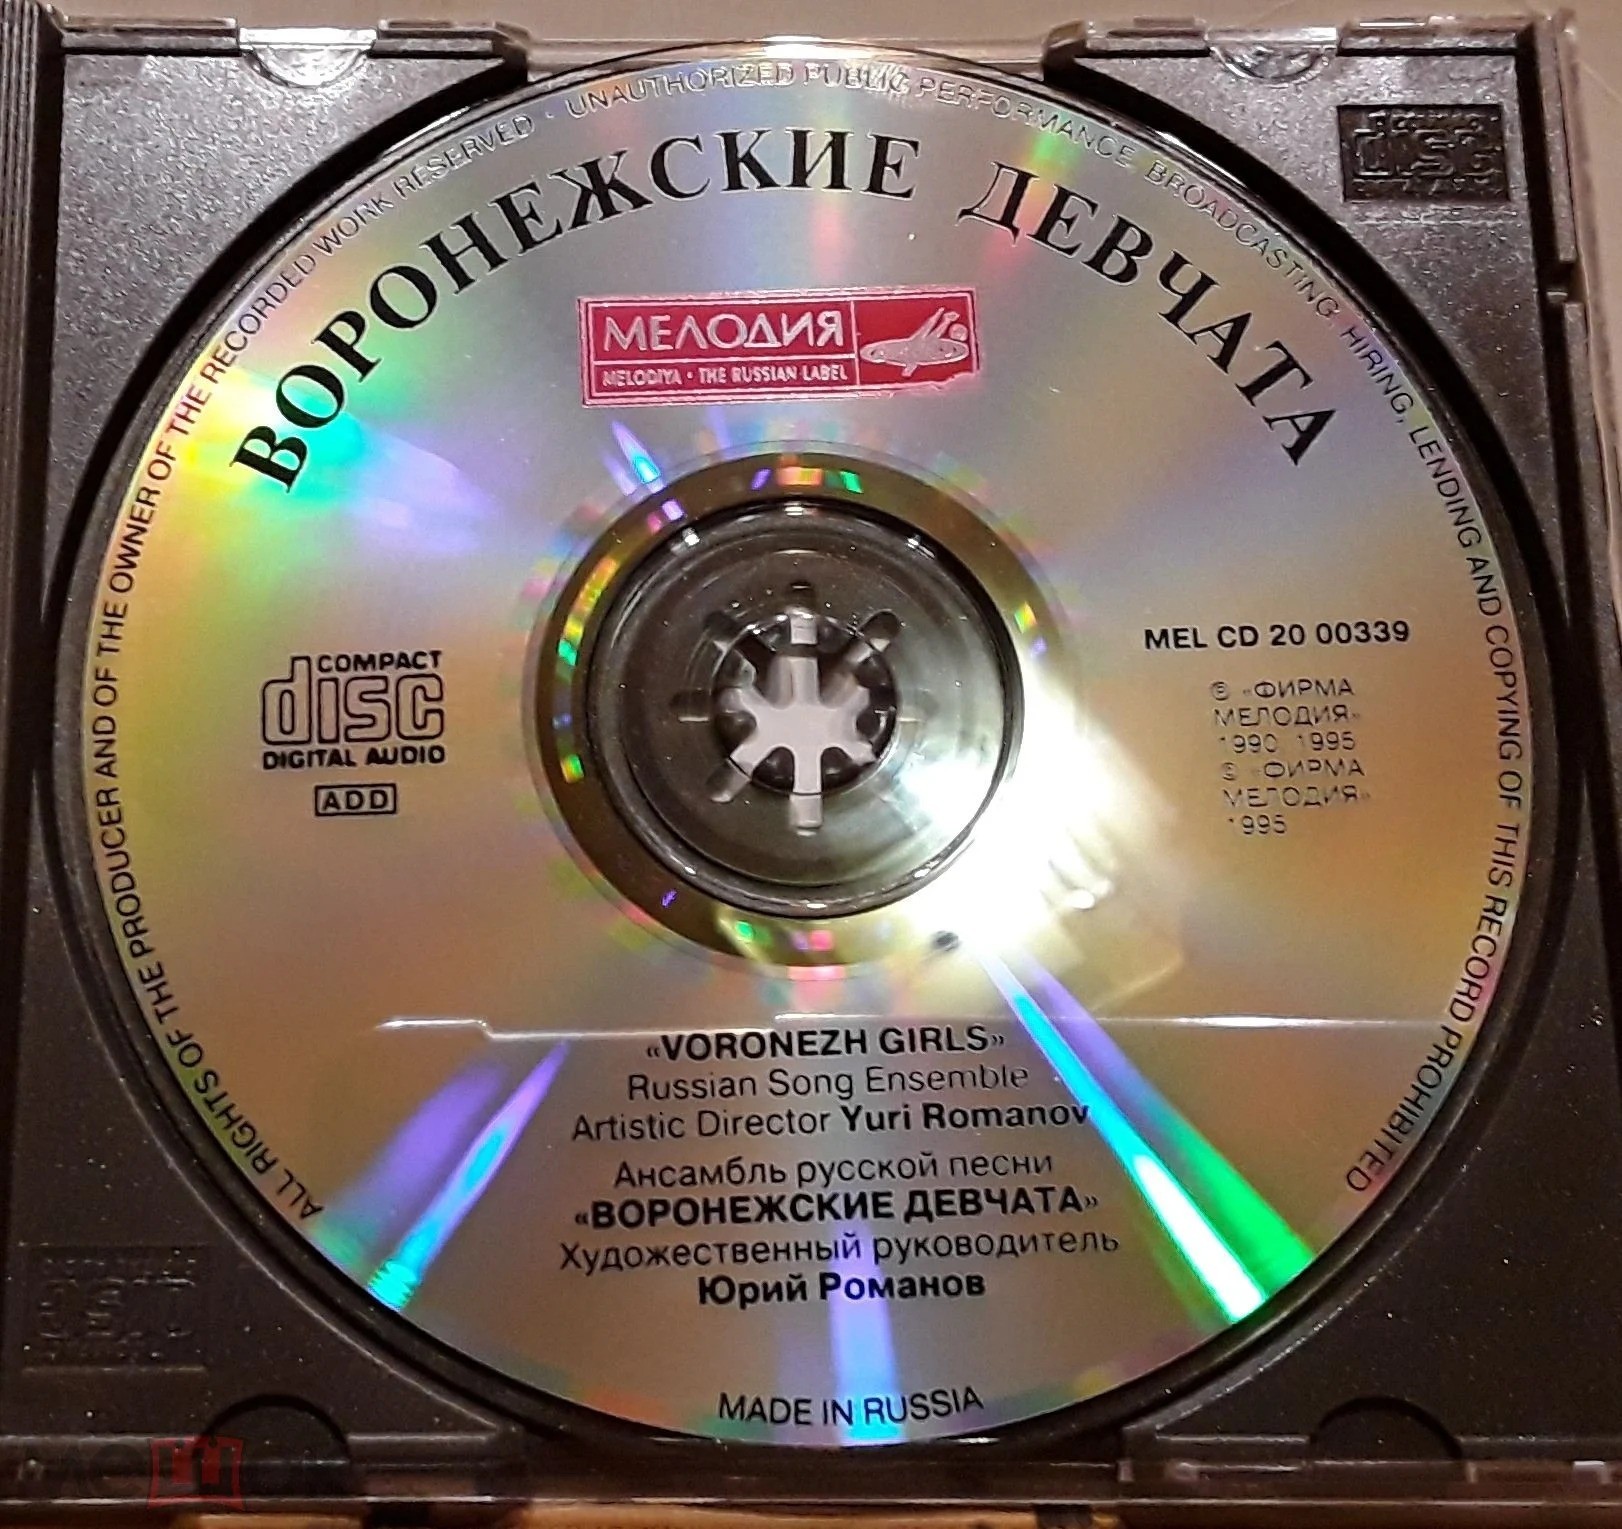 ALL RIGHTS OF THE PRODUCER AND OF THE OWNER OF THE RECORDED WORK RESERVED · UNAUTHORIZED PUBLIC PERFORMANCE BROADCASTING HIRING, LENDING AND COPYING OF THIS RECORD PROHIBITED
ВОРОНЕЖСКИЕ ДЕВЧАТА
МЕЛОДИЯ
MELODIYA • THE RUSSIAN LABEL
COMPACT
disc
DIGITAL AUDIO
ADD
MEL CD 20 00339
℗ «ФИРМА
МЕЛОДИЯ»
1990 1995
© «ФИРМА
МЕЛОДИЯ»
1995
«VORONEZH GIRLS»
Russian Song Ensemble
Artistic Director Yuri Romanov
Ансамбль русской песни
«ВОРОНЕЖСКИЕ ДЕВЧАТА»
Художественный руководитель
Юрий Романов
MADE IN RUSSIA